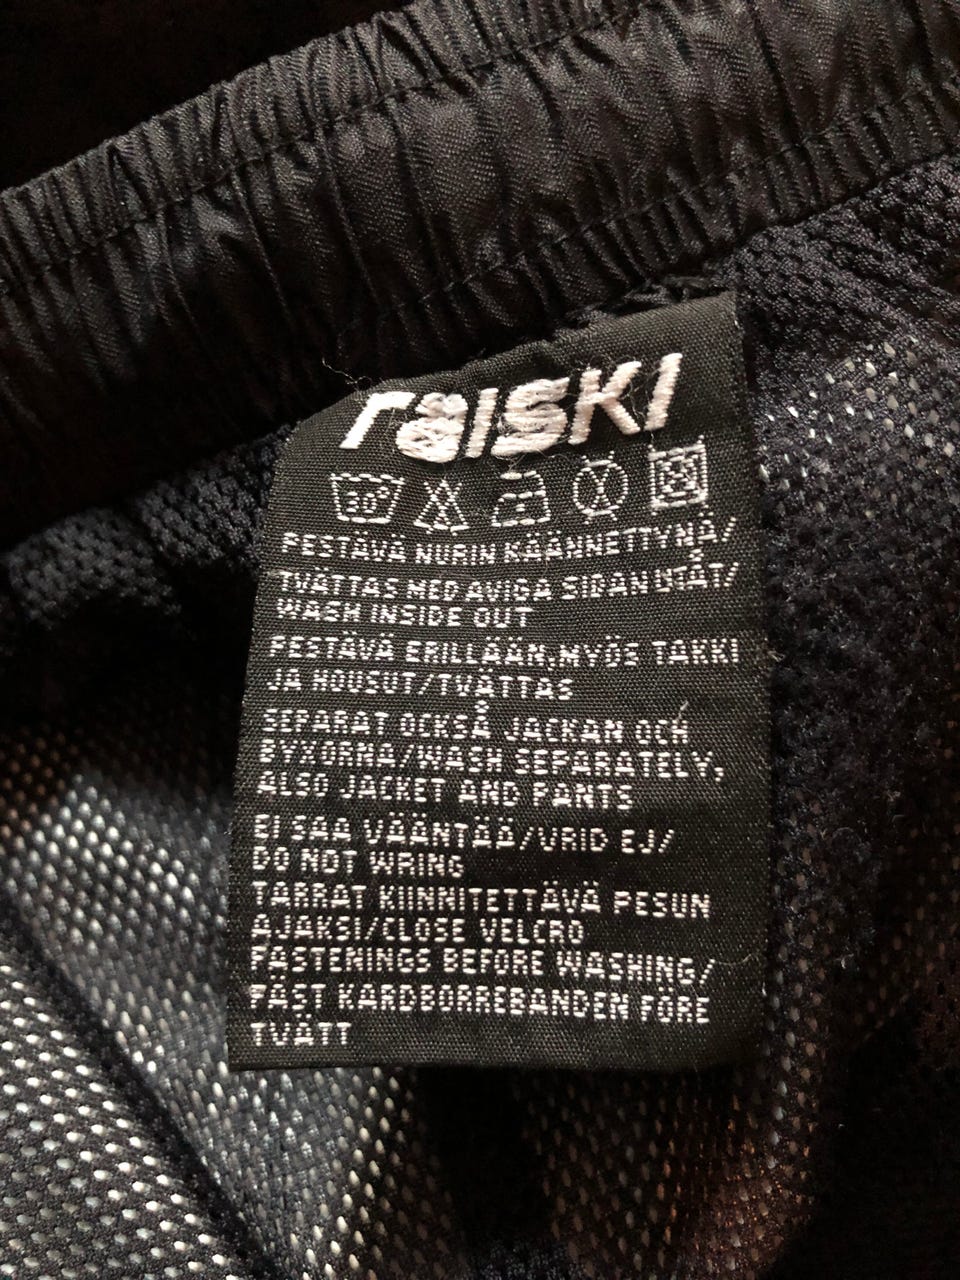 raISKI
30°
PESTÄVÄ NURIN KÄÄNNETTYNÄ/
TVÄTTAS MED AVIGA SIDAN UTÅT/
WASH INSIDE OUT
PESTÄVÄ ERILLÄÄN, MYÖS TAKKI
JA HOUSUT/TVÄTTAS
SEPARAT OCKSÅ JACKAN OCH
BYXORNA/WASH SEPARATELY,
ALSO JACKET AND PANTS
EI SAA VÄÄNTÄÄ/VRID EJ/
DO NOT WRING
TARRAT KIINNITETTÄVÄ PESUN
AJAKSI/CLOSE VELCRO
FASTENINGS BEFORE WASHING/
FÄST KARDBORREBANDEN FÖRE
TVÄTT